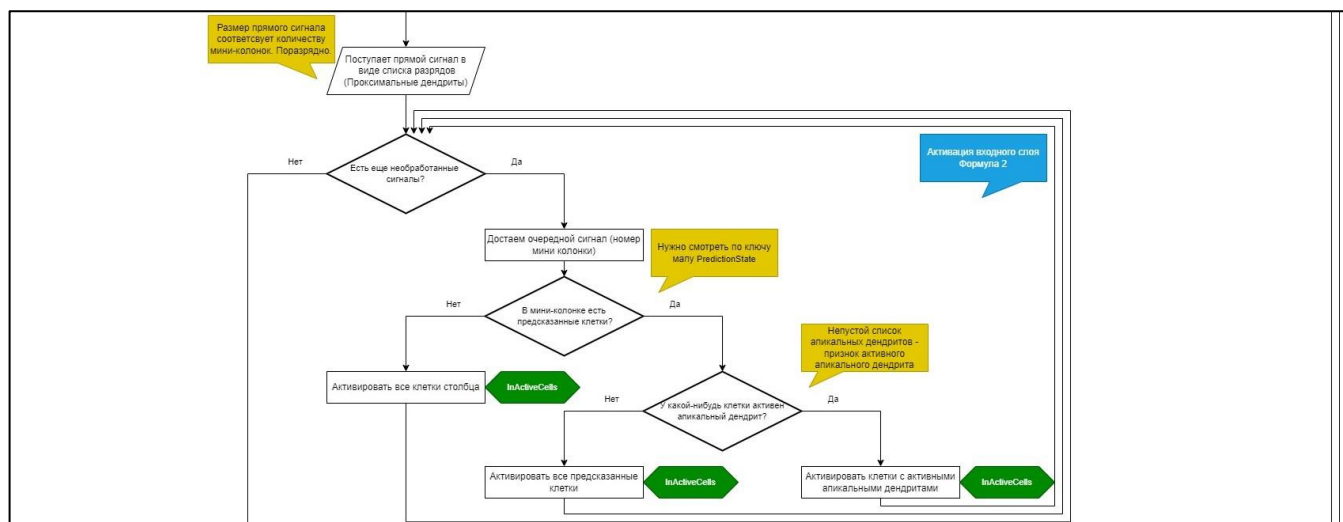 Размер прямого сигнала
соответсвует количеству
мини-колонок. Поразрядно.
Поступает прямой сигнал в
виде списка разрядов
(Проксимальные дендриты)
Активация входного слоя
Формула 2
Нет
Есть еще необработанные
сигналы?
Да
Достаем очередной сигнал (номер
мини колонки)
Нужно смотреть по ключу
мапу PredictionState
Нет
В мини-колонке есть
предсказанные клетки?
Да
Непустой список
апикальных дендритов -
признок активного
апикального дендрита
Активировать все клетки столбца
InActiveCells
Нет
У какой-нибудь клетки активен
апикальный дендрит?
Да
Активировать все предсказанные
клетки
InActiveCells
Активировать клетки с активными
апикальными дендритами
InActiveCells